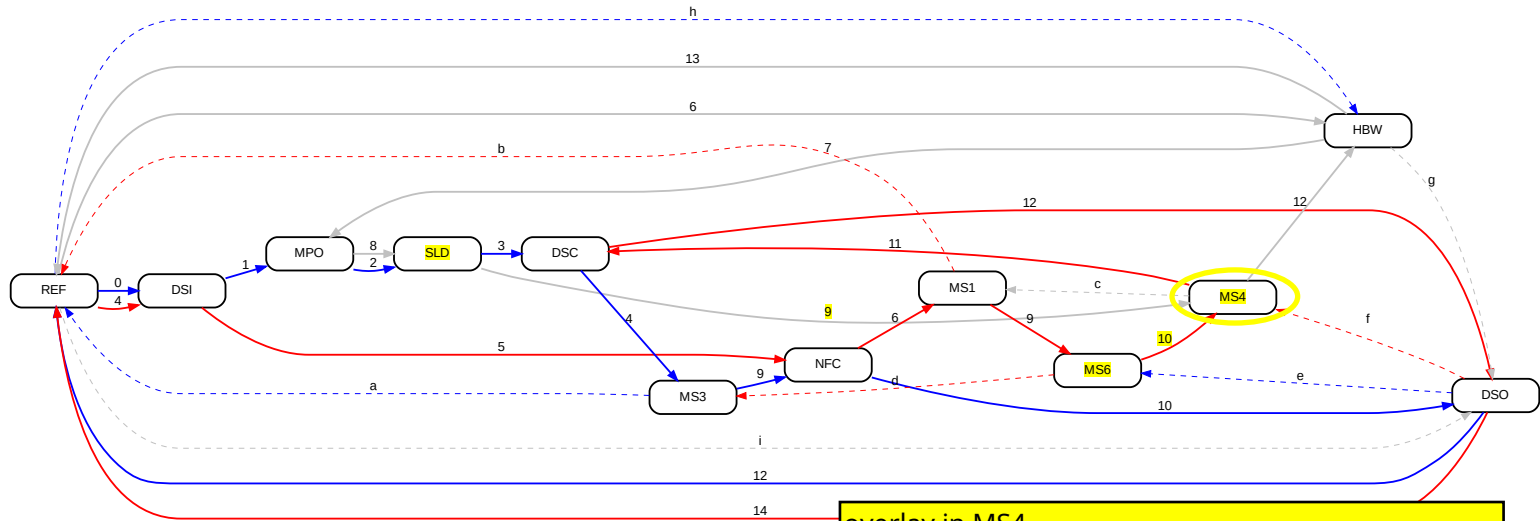 h
13
6
HBW
b
7
g
12
12
MPO
8
SLD
3
DSC
11
2
1
REF
0
DSI
4
MS1
c
MS4
4
9
6
9
f
10
5
NFC
9
d
MS6
e
a
MS3
10
DSO
i
12
14
overlay in MS4